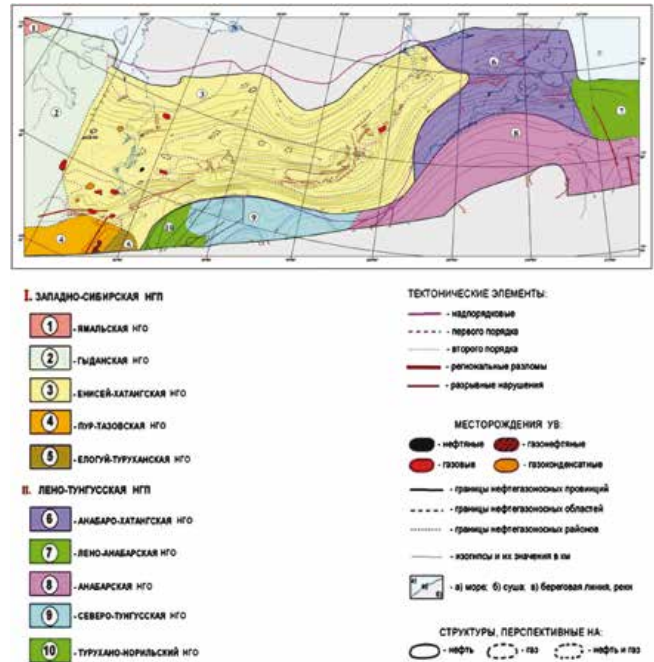 I. ЗАПАДНО-СИБИРСКАЯ НГП
1 - ЯМАЛЬСКАЯ НГО
2 - ГЫДАНСКАЯ НГО
3 - ЕНИСЕЙ-ХАТАНГСКАЯ НГО
4 - ПУР-ТАЗОВСКАЯ НГО
5 - ЕЛОГУЙ-ТУРУХАНСКАЯ НГО
II. ЛЕНО-ТУНГУССКАЯ НГП
6 - АНАБАРО-ХАТАНГСКАЯ НГО
7 - ЛЕНО-АНАБАРСКАЯ НГО
8 - АНАБАРСКАЯ НГО
9 - СЕВЕРО-ТУНГУССКАЯ НГО
10 - ТУРУХАНО-НОРИЛЬСКИЙ НГО
ТЕКТОНИЧЕСКИЕ ЭЛЕМЕНТЫ:
- надпорядковые
- первого порядка
- второго порядка
- региональные разломы
- разрывные нарушения
МЕСТОРОЖДЕНИЯ УВ:
- нефтяные - газонефтяные
- газовые - газоконденсатные
- границы нефтегазоносных провинций
- границы нефтегазоносных областей
- границы нефтегазоносных районов
- изогипсы и их значения в км
- а) море; б) суша; в) береговая линия, реки
СТРУКТУРЫ, ПЕРСПЕКТИВНЫЕ НА:
- нефть - газ - нефть и газ